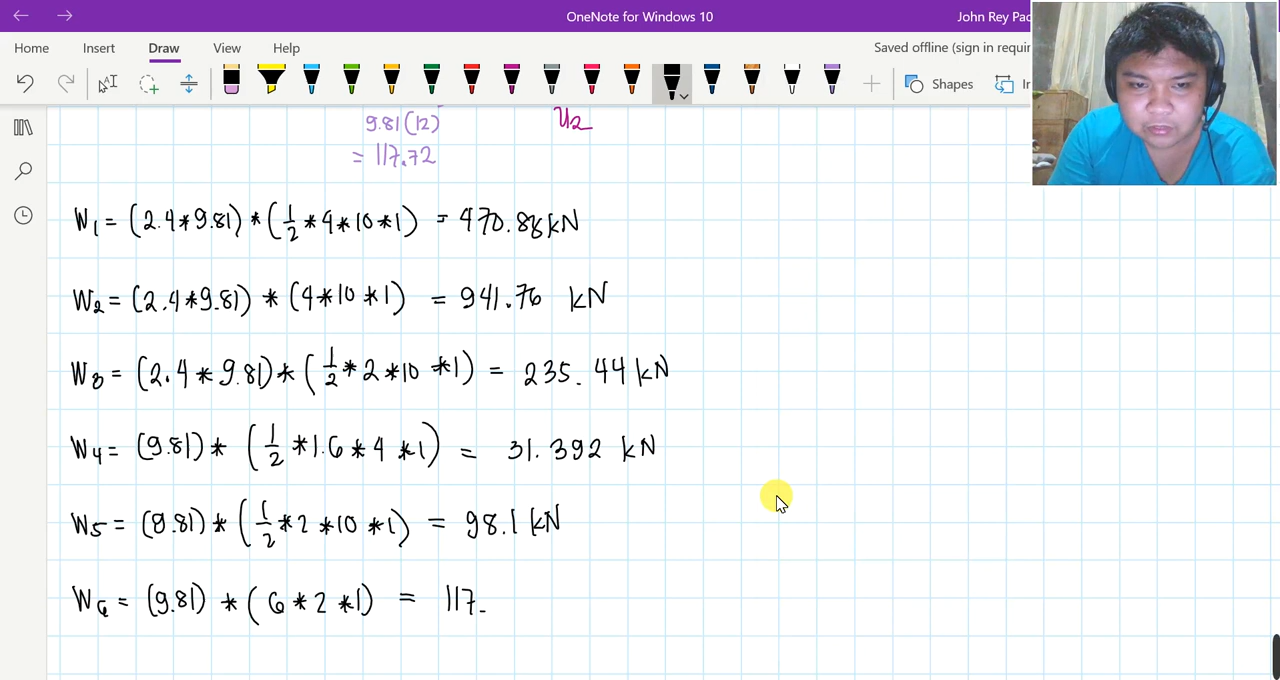 OneNote for Windows 10
John Rey Pac
Home Insert Draw View Help
Saved offline (sign in requir
Shapes In
9.81(12)
= 117.72
U2
W1 = (2.4*9.81)*(1/2*4*10*1) = 470.88kN
W2 = (2.4*9.81)*(4*10*1) = 941.76 kN
W3 = (2.4*9.81)*(1/2*2*10*1) = 235.44 kN
W4 = (9.81)*(1/2*1.6*4*1) = 31.392 kN
W5 = (9.81)*(1/2*2*10*1) = 98.1 kN
W6 = (9.81)*(6*2*1) = 117.